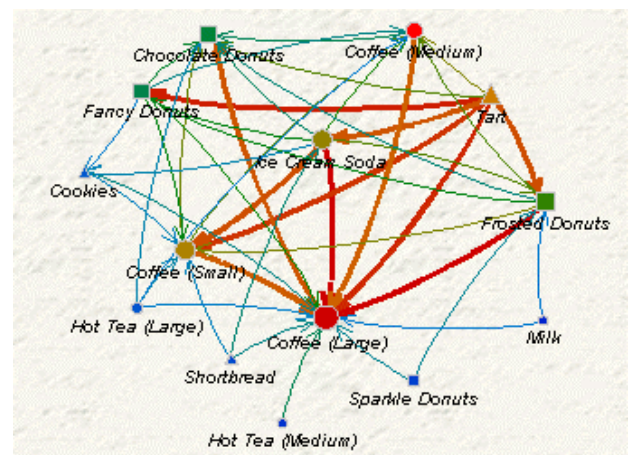 Chocolate Donuts
Coffee (Medium)
Fancy Donuts
Tart
Ice Cream Soda
Cookies
Frosted Donuts
Coffee (Small)
Hot Tea (Large)
Coffee (Large)
Milk
Shortbread
Sparkle Donuts
Hot Tea (Medium)